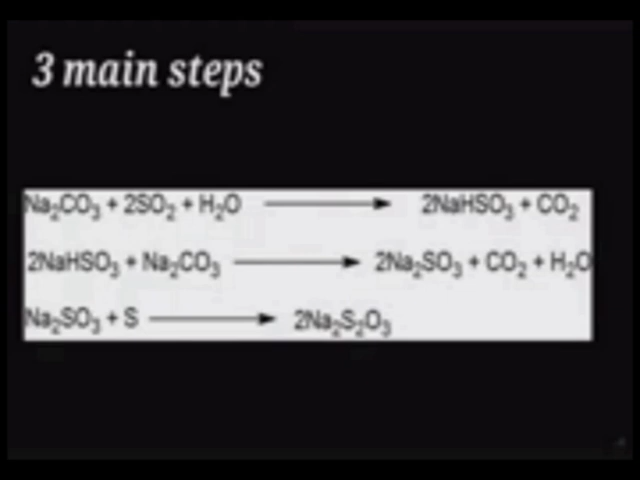 3 main steps
Na₂CO₃ + 2SO₂ + H₂O ⟶ 2NaHSO₃ + CO₂
2NaHSO₃ + Na₂CO₃ ⟶ 2Na₂SO₃ + CO₂ + H₂O
Na₂SO₃ + S ⟶ 2Na₂S₂O₃